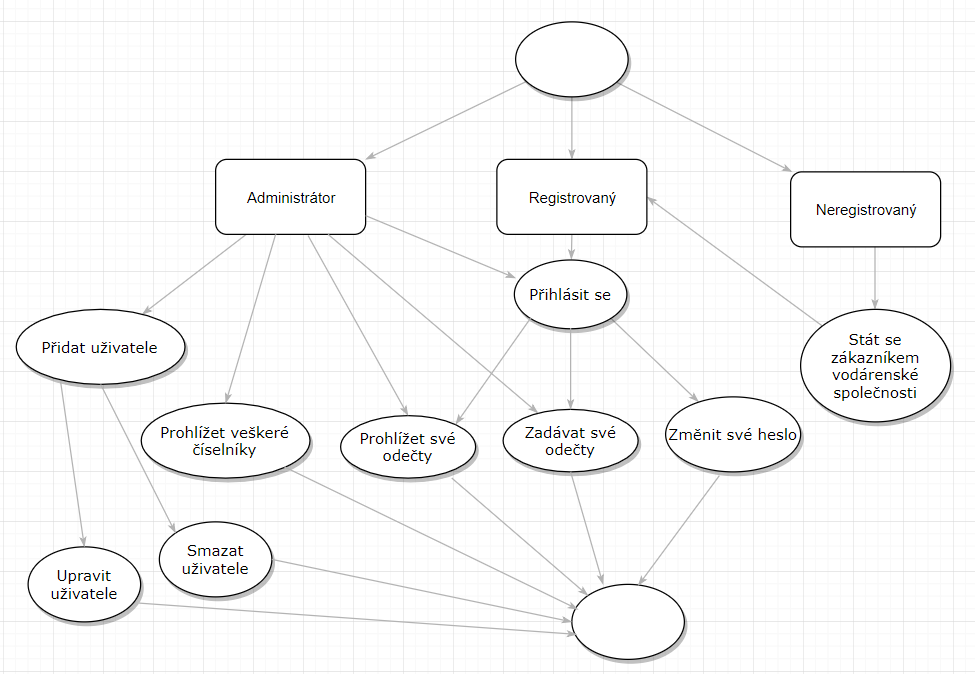 Administrátor
Registrovaný
Neregistrovaný
Přihlásit se
Přidat uživatele
Stát se
zákazníkem
vodárenské
společnosti
Prohlížet veškeré
číselníky
Prohlížet své
odečty
Zadávat své
odečty
Změnit své heslo
Smazat
uživatele
Upravit
uživatele